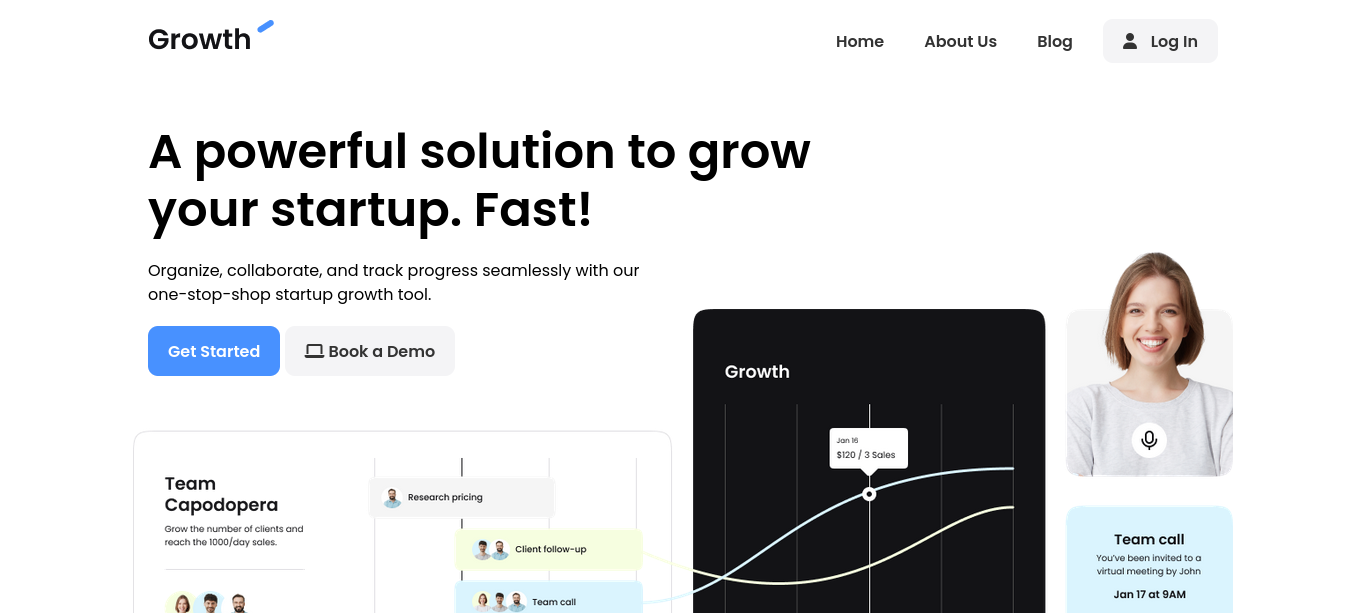 Growth
Home
About Us
Blog
Log In
A powerful solution to grow
your startup. Fast!
Organize, collaborate, and track progress seamlessly with our
one-stop-shop startup growth tool.
Get Started
Book a Demo
Team
Capodopera
Grow the number of clients and
reach the 1000/day sales.
Research pricing
Client follow-up
Team call
Growth
Jan 16
$120 / 3 Sales
Team call
You've been invited to a
virtual meeting by John
Jan 17 at 9AM